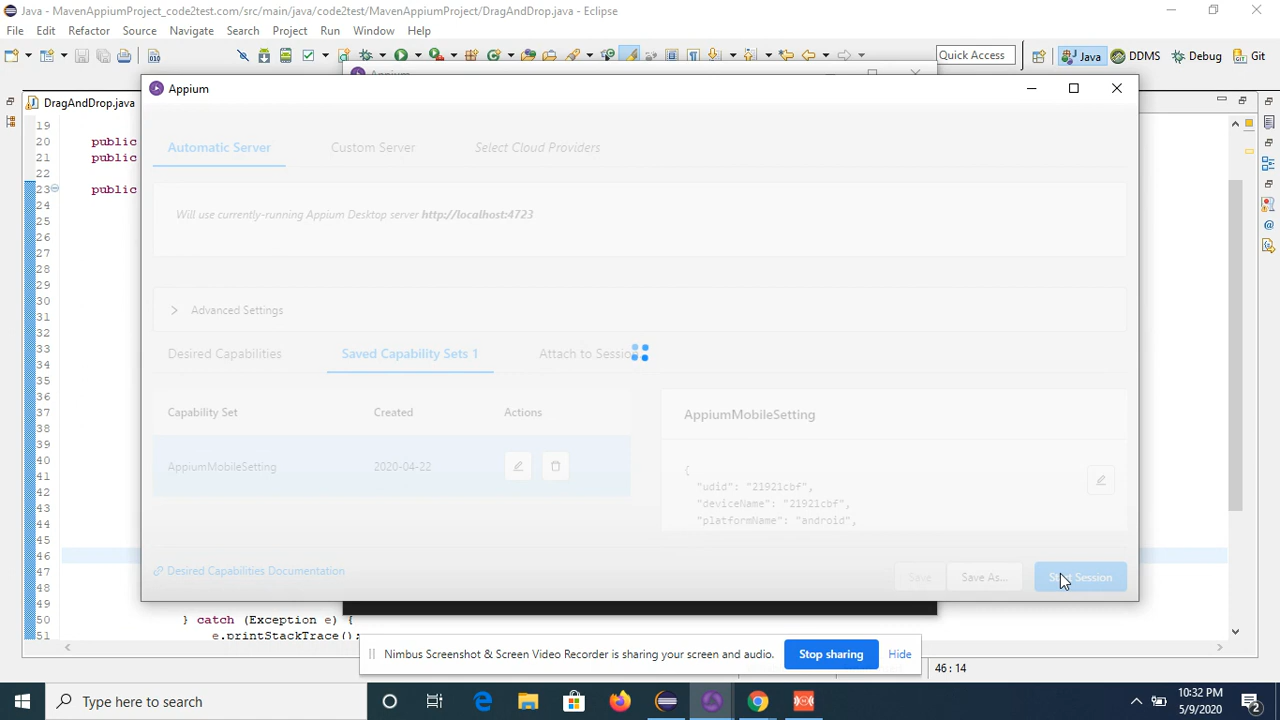 Java - MavenAppiumProject_code2test.com/src/main/java/code2test/MavenAppiumProject/DragAndDrop.java - Eclipse
File Edit Refactor Source Navigate Search Project Run Window Help
Quick Access
Java
DDMS
Debug
Git
Appium
DragAndDrop.java
Automatic Server
Custom Server
Select Cloud Providers
Will use currently-running Appium Desktop server http://localhost:4723
Advanced Settings
Desired Capabilities
Saved Capability Sets 1
Attach to Sessio
Capability Set Created Actions
AppiumMobileSetting 2020-04-22
AppiumMobileSetting
{
"udid": "21921cbf",
"deviceName": "21921cbf",
"platformName": "android",
Desired Capabilities Documentation
Save
Save As...
Start Session
19
20 public
21 public
22
23 public
24
25
26
27
28
29
30
31
32
33
34
35
36
37
38
39
40
41
42
43
44
45
46
47
48
49
50 } catch (Exception e) {
51 e.printStackTrace();
Nimbus Screenshot & Screen Video Recorder is sharing your screen and audio.
Stop sharing
Hide
46 : 14
Type here to search
10:32 PM
5/9/2020
2